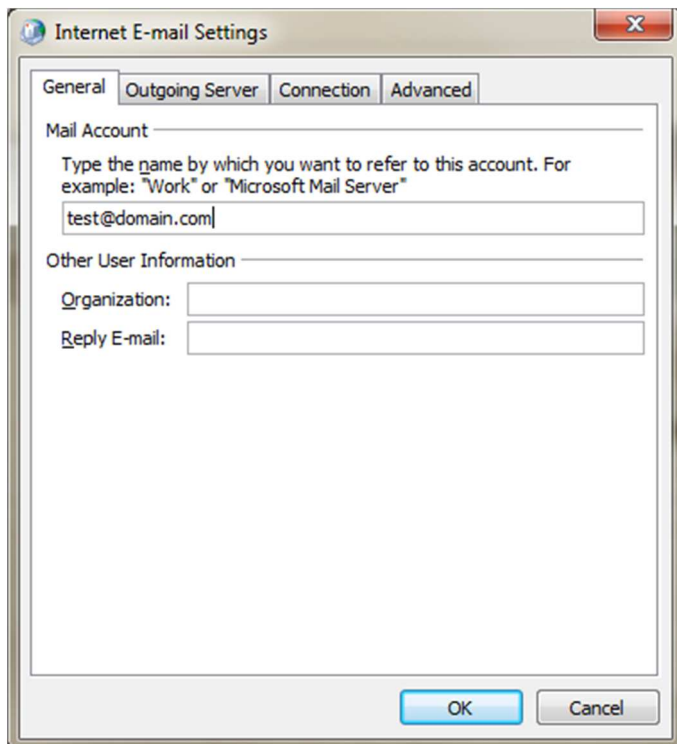 Internet E-mail Settings
X
General Outgoing Server Connection Advanced
Mail Account
Type the name by which you want to refer to this account. For
example: "Work" or "Microsoft Mail Server"
test@domain.com
Other User Information
Organization:
Reply E-mail:
OK Cancel